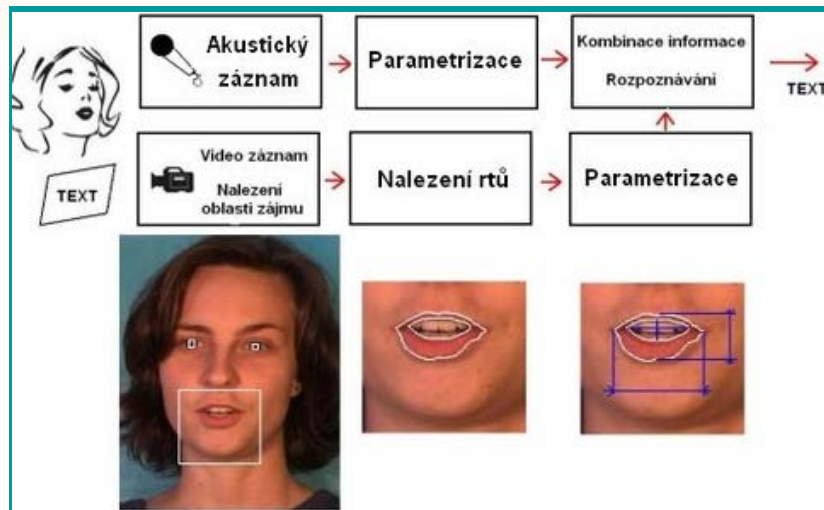 Akustický
záznam
Parametrizace
Kombinace informace
Rozpoznávání
TEXT
TEXT
Video záznam
Nalezení
oblasti zájmu
Nalezení rtů
Parametrizace